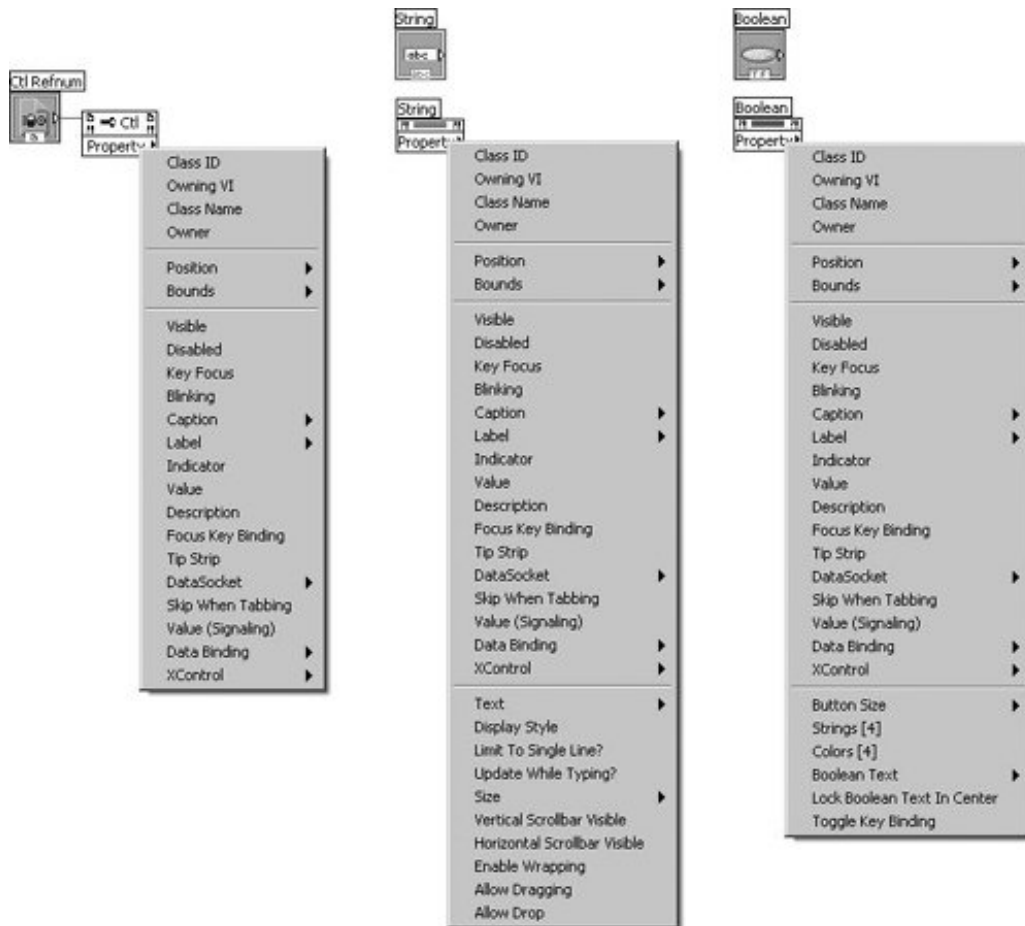 Ctl Refnum
Ctl
Property
Class ID
Owning VI
Class Name
Owner
Position
Bounds
Visible
Disabled
Key Focus
Blinking
Caption
Label
Indicator
Value
Description
Focus Key Binding
Tip Strip
DataSocket
Skip When Tabbing
Value (Signaling)
Data Binding
XControl
String
abc
abc
String
Property
Class ID
Owning VI
Class Name
Owner
Position
Bounds
Visible
Disabled
Key Focus
Blinking
Caption
Label
Indicator
Value
Description
Focus Key Binding
Tip Strip
DataSocket
Skip When Tabbing
Value (Signaling)
Data Binding
XControl
Text
Display Style
Limit To Single Line?
Update While Typing?
Size
Vertical Scrollbar Visible
Horizontal Scrollbar Visible
Enable Wrapping
Allow Dragging
Allow Drop
Boolean
TF
Boolean
Property
Class ID
Owning VI
Class Name
Owner
Position
Bounds
Visible
Disabled
Key Focus
Blinking
Caption
Label
Indicator
Value
Description
Focus Key Binding
Tip Strip
DataSocket
Skip When Tabbing
Value (Signaling)
Data Binding
XControl
Button Size
Strings [4]
Colors [4]
Boolean Text
Lock Boolean Text In Center
Toggle Key Binding